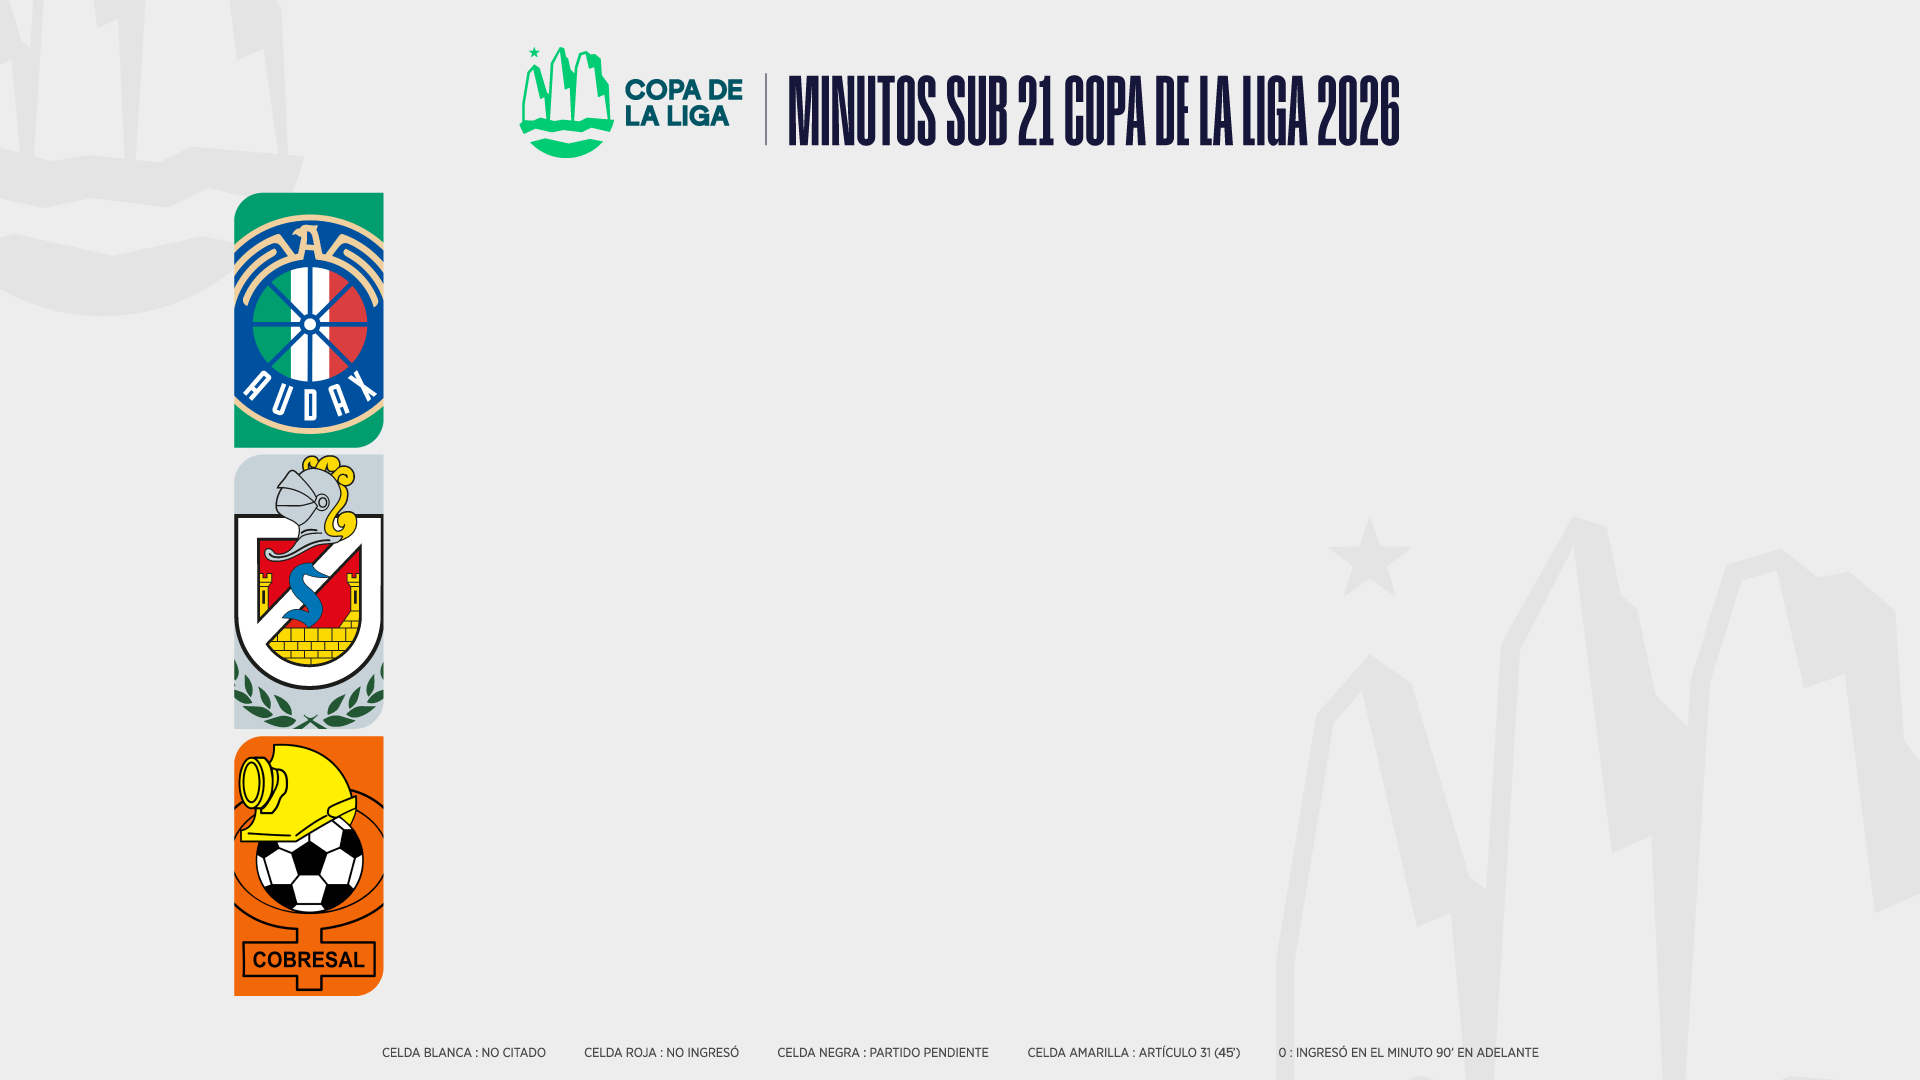 COPA DE
LA LIGA
MINUTOS SUB 21 COPA DE LA LIGA 2026
AUDAX
COBRESAL
CELDA BLANCA : NO CITADO
CELDA ROJA : NO INGRESÓ
CELDA NEGRA : PARTIDO PENDIENTE
CELDA AMARILLA : ARTÍCULO 31 (45')
0 : INGRESÓ EN EL MINUTO 90' EN ADELANTE